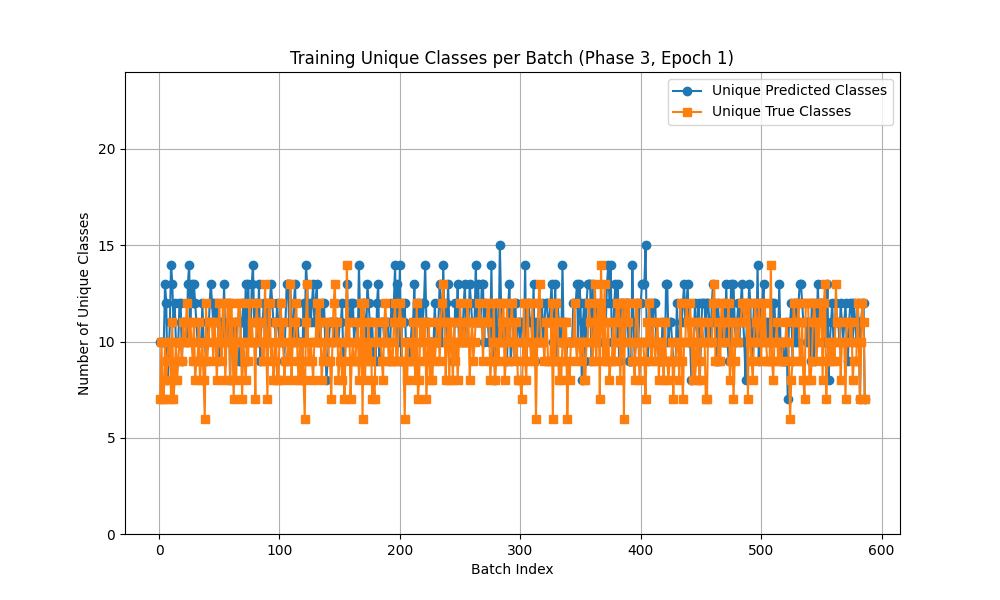 Training Unique Classes per Batch (Phase 3, Epoch 1)
Unique Predicted Classes
Unique True Classes
Number of Unique Classes
20
15
10
5
0
0 100 200 300 400 500 600
Batch Index